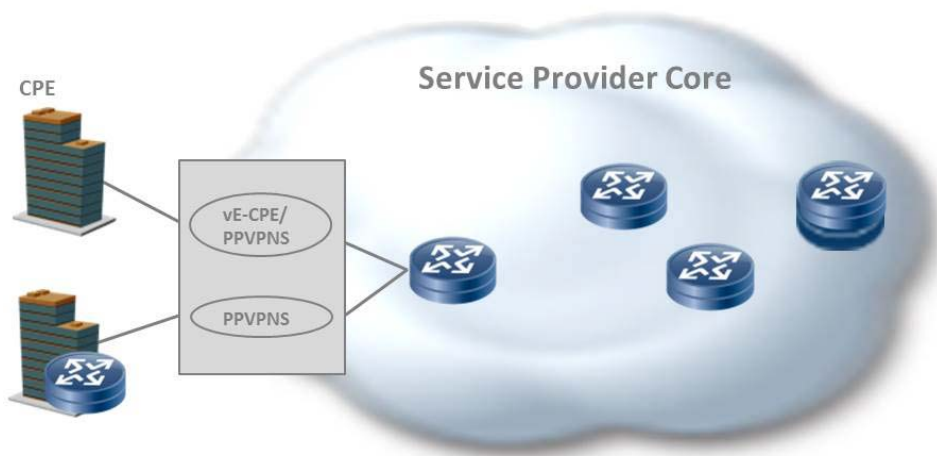 Service Provider Core
CPE
vE-CPE/
PPVPNS
PPVPNS